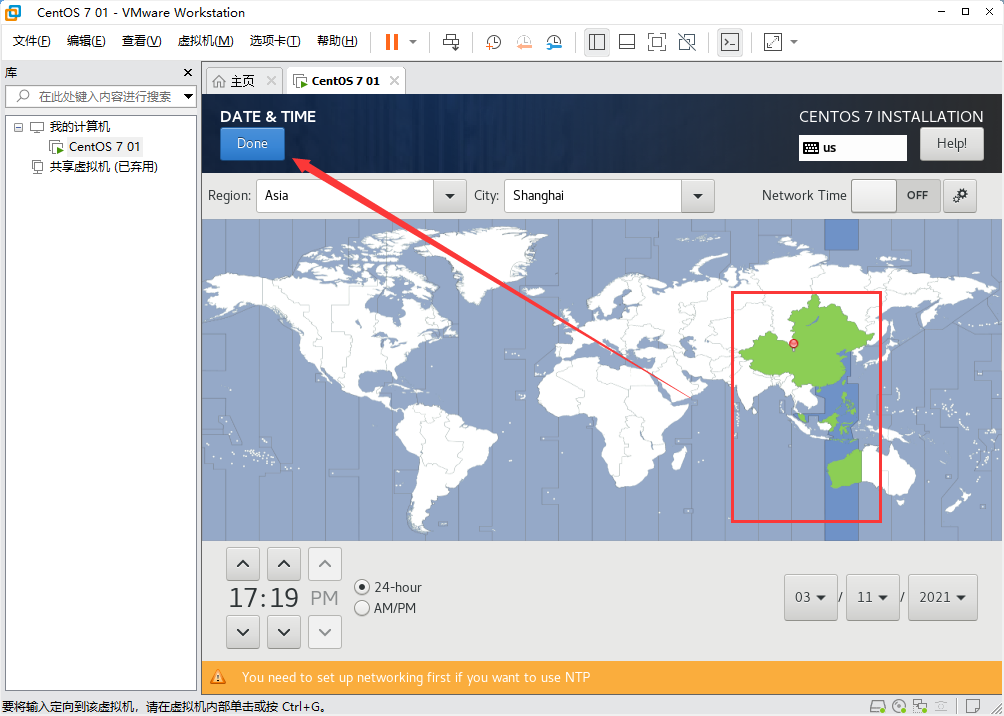 CentOS 7 01 - VMware Workstation
文件(F) 编辑(E) 查看(V) 虚拟机(M) 选项卡(T) 帮助(H)
库
在此处键入内容进行搜索
我的计算机
CentOS 7 01
共享虚拟机 (已弃用)
主页 CentOS 7 01
DATE & TIME CENTOS 7 INSTALLATION
Done us Help!
Region: Asia City: Shanghai Network Time OFF
17:19 PM
24-hour
AM/PM
03 / 11 / 2021
You need to set up networking first if you want to use NTP
要将输入定向到该虚拟机，请在虚拟机内部单击或按 Ctrl+G。